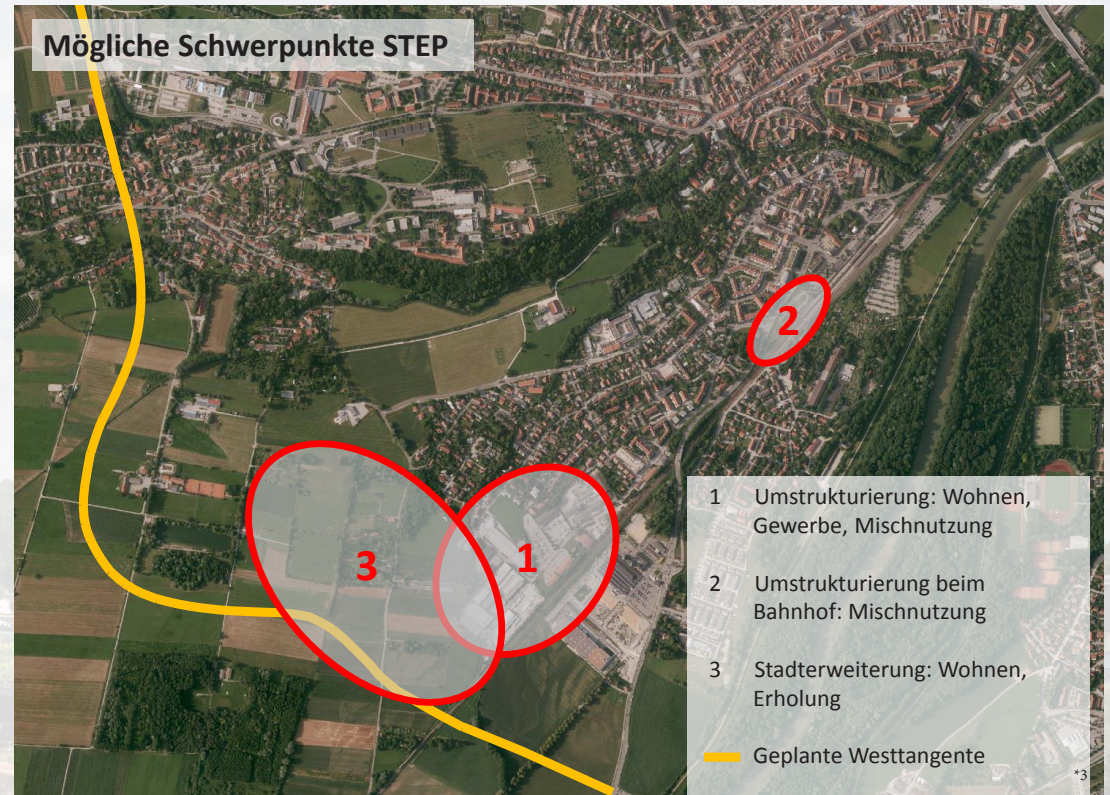 Mögliche Schwerpunkte STEP
2
1
3
1 Umstrukturierung: Wohnen,
Gewerbe, Mischnutzung
2 Umstrukturierung beim
Bahnhof: Mischnutzung
3 Stadterweiterung: Wohnen,
Erholung
Geplante Westtangente
*3